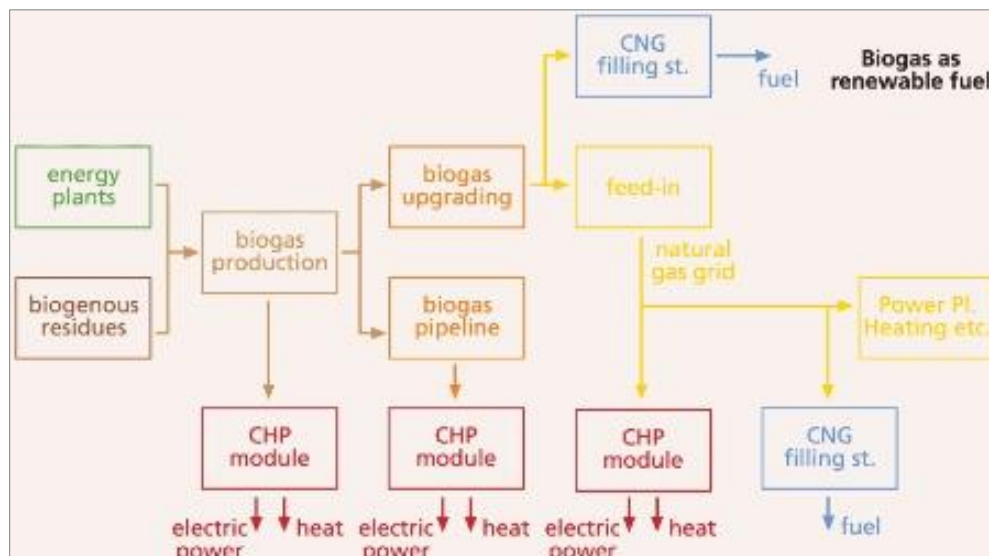 CNG
filling st.
fuel
Biogas as
renewable fuel
energy
plants
biogas
upgrading
feed-in
biogas
production
natural
gas grid
biogenous
residues
biogas
pipeline
Power Pl.
Heating etc.
CHP
module
CHP
module
CHP
module
CNG
filling st.
electric
power
heat
electric
power
heat
electric
power
heat
fuel